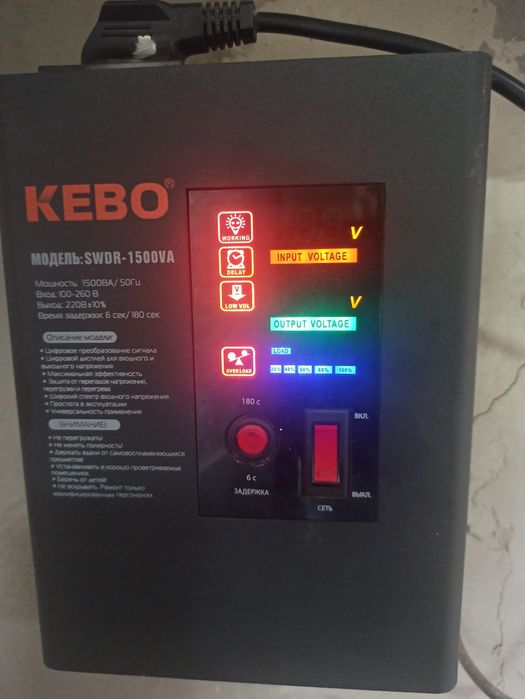 KEBO®
МОДЕЛЬ:SWDR-1500VA
Мощность: 1500ВА/ 50Гц
Вход: 100-260 В
Выход: 220В±10%
Время задержки: 6 сек/ 180 сек
Описание модели:
• Цифровое преобразование сигнала
• Цифровой дисплей для входного и
выходного напряжения
• Максимальная эффективность
• Защита от перепадов напряжения,
перегрузки и перегрева
• Широкий спектр входного напряжения
• Простота в эксплуатации
• Универсальность применения
ВНИМАНИЕ!
• Не перегружать!
• Не менять полярность!
• Держать вдали от самовоспламеняющихся
предметов!
• Устанавливать в хорошо проветриваемых
помещениях.
• Беречь от детей!
• Не вскрывать. Ремонт только
квалифицированным персоналом.
WORKING
V
INPUT VOLTAGE
DELAY
V
LOW VOL
V
OUTPUT VOLTAGE
LOAD
OVER LOAD
20% 40% 60% 80% 100%
180 с
6 с
ЗАДЕРЖКА
ВКЛ.
ВЫКЛ.
СЕТЬ